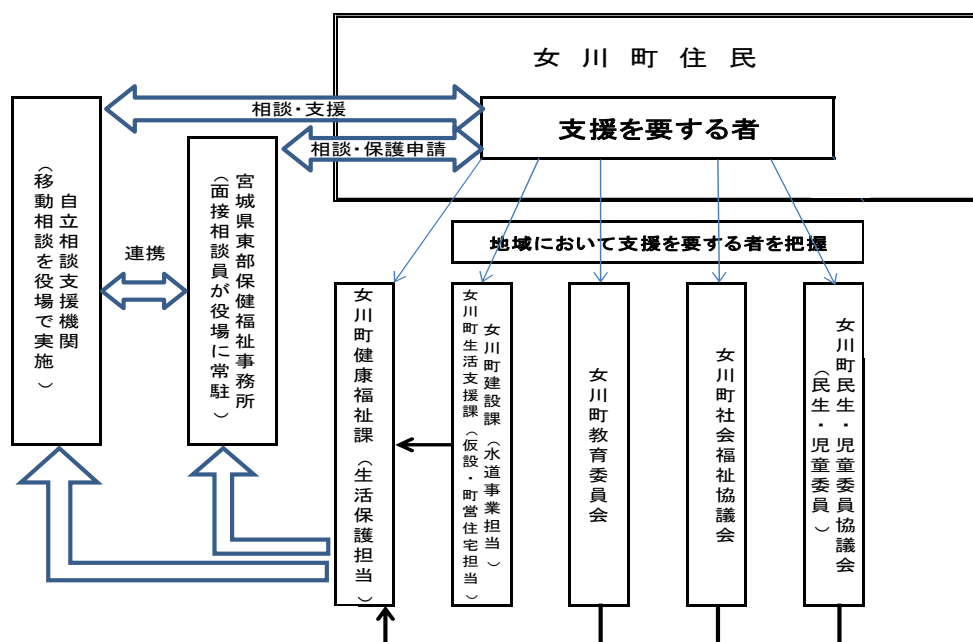 女川町住民
支援を要する者
相談・支援
相談・保護申請
自立相談支援機関
（移動相談を役場で実施）
連携
宮城県東部保健福祉事務所
（面接相談員が役場に常駐）
地域において支援を要する者を把握
女川町健康福祉課（生活保護担当）
女川町建設課（水道事業担当）
女川町生活支援課（仮設・町営住宅担当）
女川町教育委員会
女川町社会福祉協議会
女川町民生・児童委員協議会
（民生・児童委員）